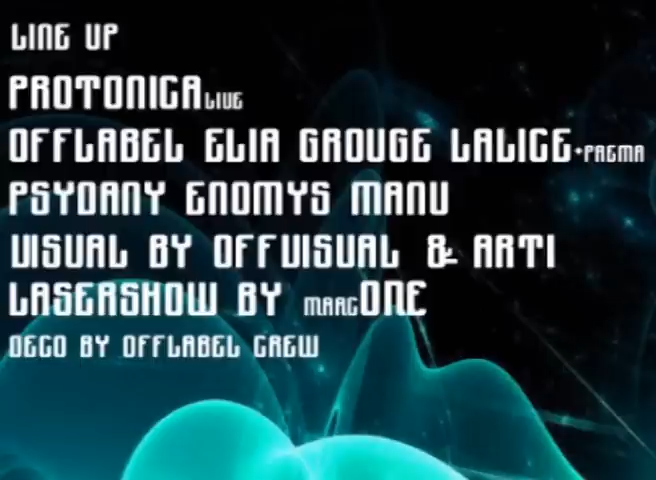 LINE UP
PROTONICA LIVE
OFFLABEL ELIA GROUGE LALICE+PAEMA
PSYDANY ENOMYS MANU
VISUAL BY OFFVISUAL & ARTI
LASERSHOW BY MARCONE
DECO BY OFFLABEL CREW